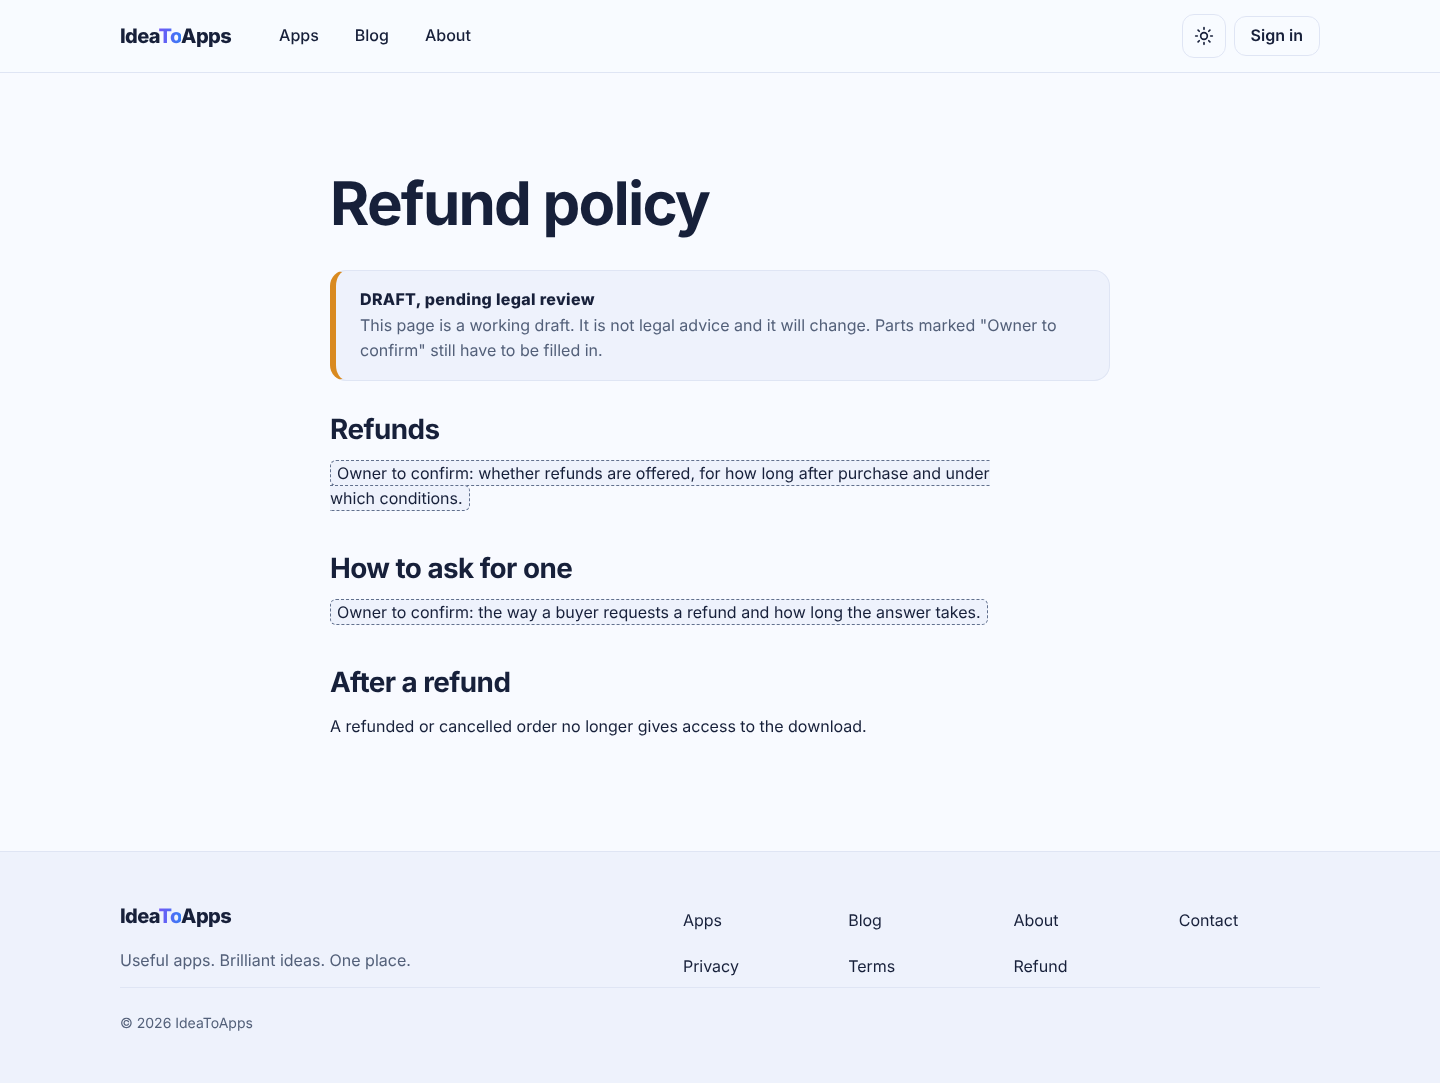 IdeaToApps
Apps
Blog
About
Sign in
Refund policy
DRAFT, pending legal review
This page is a working draft. It is not legal advice and it will change. Parts marked "Owner to
confirm" still have to be filled in.
Refunds
Owner to confirm: whether refunds are offered, for how long after purchase and under
which conditions.
How to ask for one
Owner to confirm: the way a buyer requests a refund and how long the answer takes.
After a refund
A refunded or cancelled order no longer gives access to the download.
IdeaToApps
Useful apps. Brilliant ideas. One place.
Apps
Blog
About
Contact
Privacy
Terms
Refund
© 2026 IdeaToApps